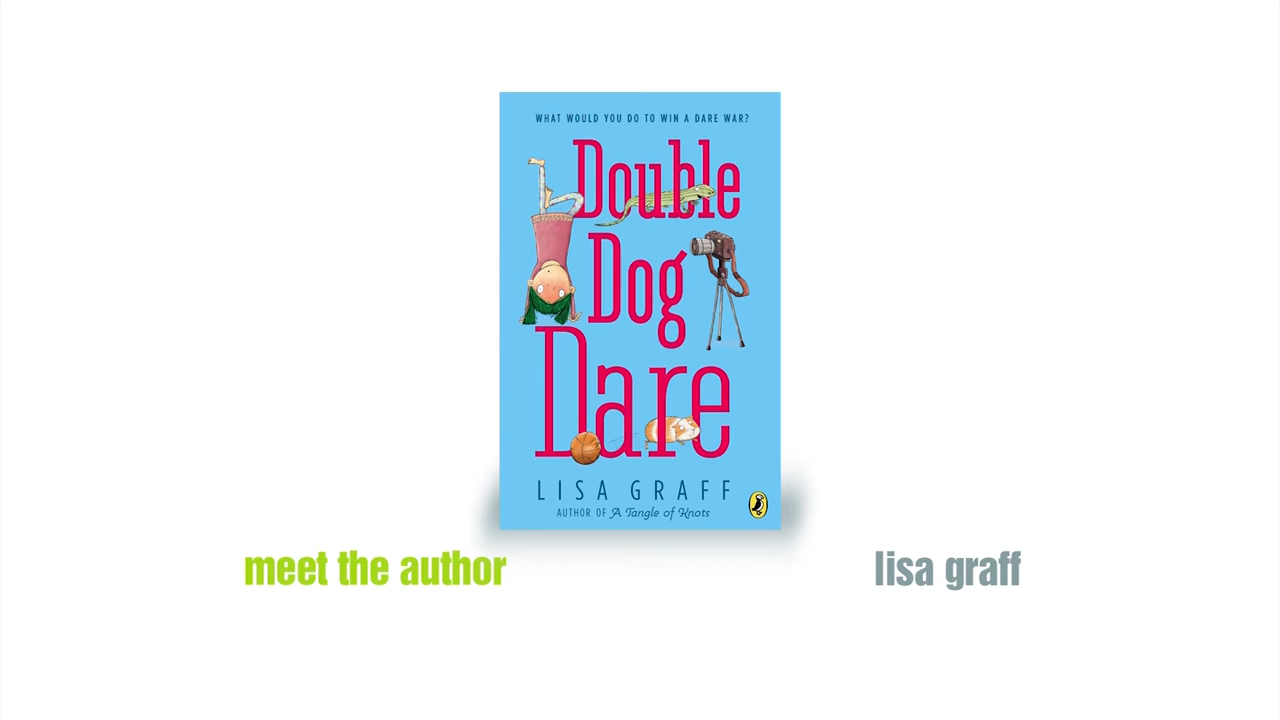 WHAT WOULD YOU DO TO WIN A DARE WAR?
Double
Dog
Dare
LISA GRAFF
AUTHOR OF A Tangle of Knots
meet the author
lisa graff